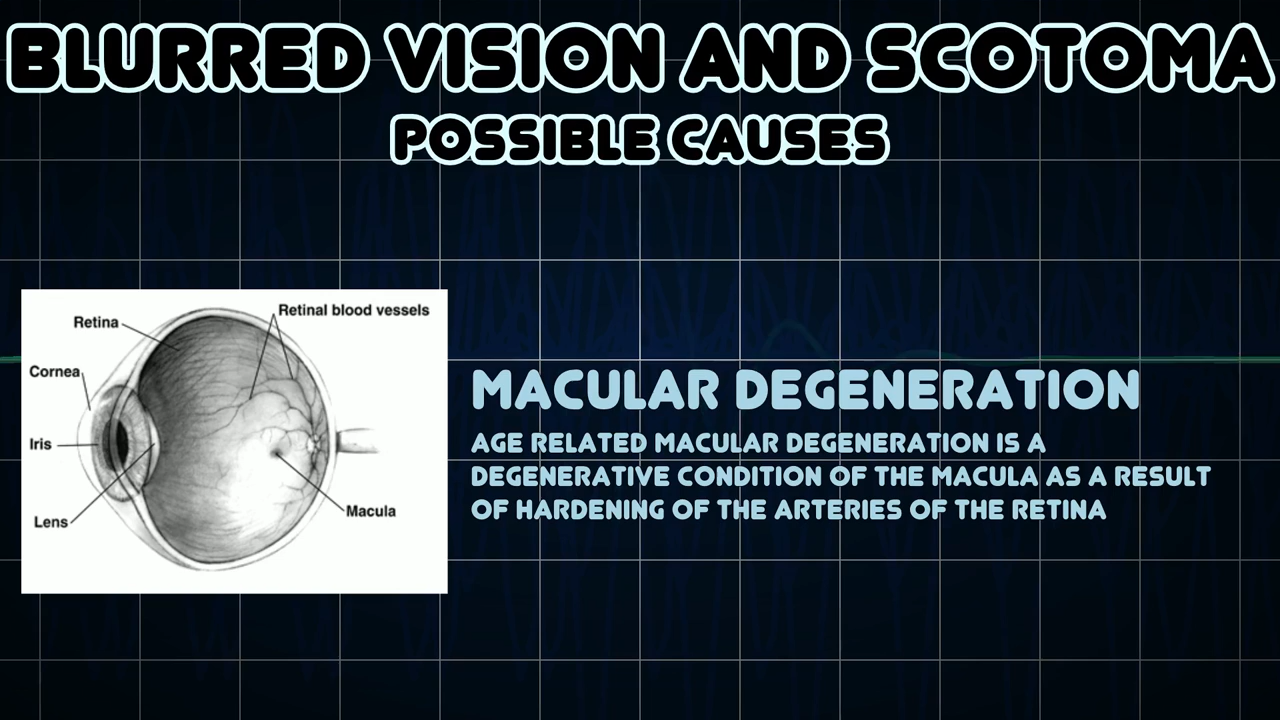 BLURRED VISION AND SCOTOMA
POSSIBLE CAUSES
Retinal blood vessels
Retina
Cornea
Iris
Lens
Macula
MACULAR DEGENERATION
AGE RELATED MACULAR DEGENERATION IS A
DEGENERATIVE CONDITION OF THE MACULA AS A RESULT
OF HARDENING OF THE ARTERIES OF THE RETINA